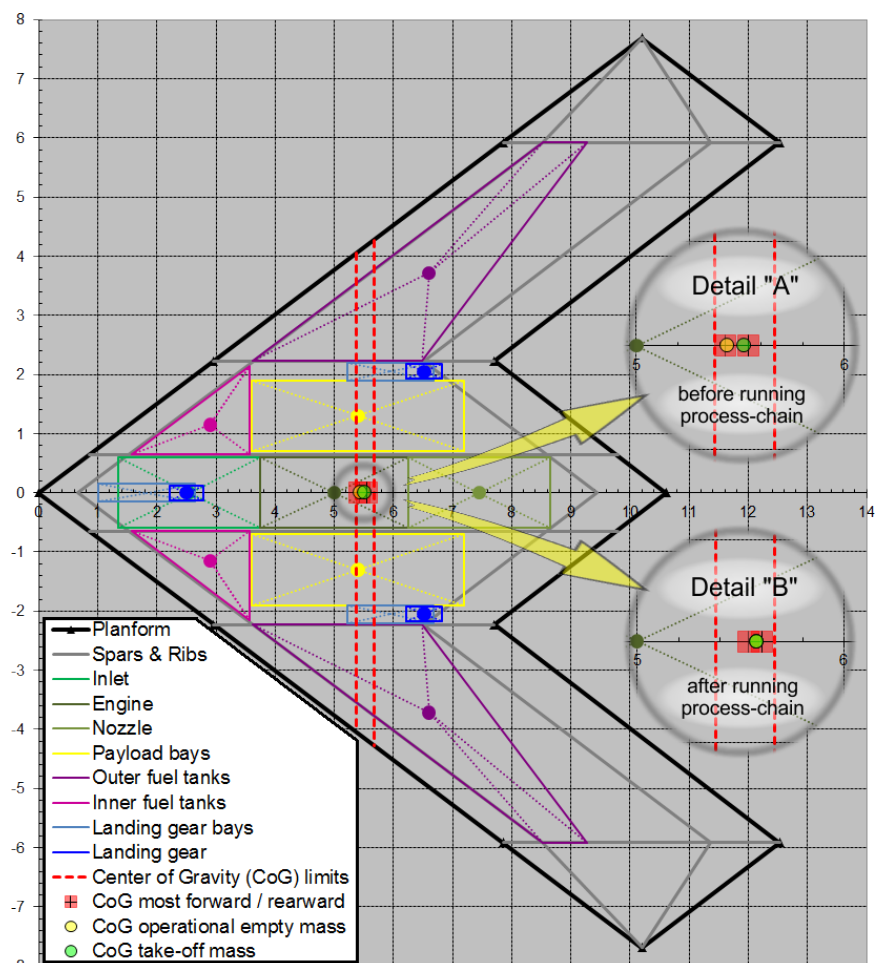 8
7
6
5
4
3
2
1
0
-1
-2
-3
-4
-5
-6
-7
-8
0 1 2 3 4 5 6 7 8 9 10 11 12 13 14
Detail "A"
5 6
before running
process-chain
Detail "B"
5 6
after running
process-chain
Planform
Spars & Ribs
Inlet
Engine
Nozzle
Payload bays
Outer fuel tanks
Inner fuel tanks
Landing gear bays
Landing gear
Center of Gravity (CoG) limits
CoG most forward / rearward
CoG operational empty mass
CoG take-off mass